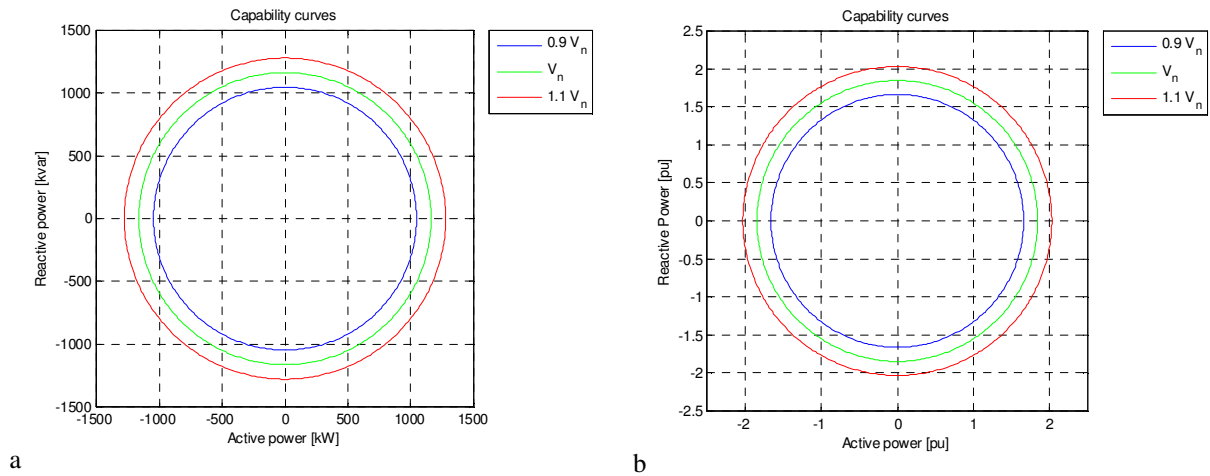 Capability curves
1500
1000
500
0
-500
-1000
-1500
Reactive power [kvar]
-1500 -1000 -500 0 500 1000 1500
Active power [kW]
0.9 Vn
Vn
1.1 Vn
a
Capability curves
2.5
2
1.5
1
0.5
0
-0.5
-1
-1.5
-2
-2.5
Reactive Power [pu]
-2 -1 0 1 2
Active power [pu]
0.9 Vn
Vn
1.1 Vn
b